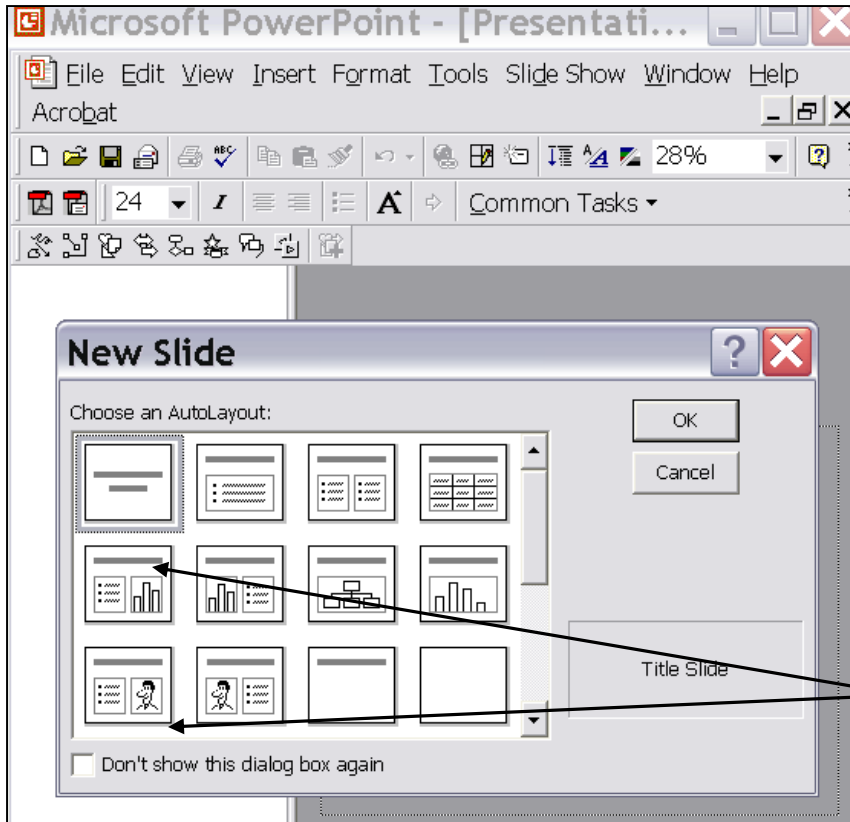 Microsoft PowerPoint - [Presentati...
File Edit View Insert Format Tools Slide Show Window Help
Acrobat
ABC 28%
24 I A Common Tasks
New Slide
Choose an AutoLayout:
OK
Cancel
Title Slide
Don't show this dialog box again